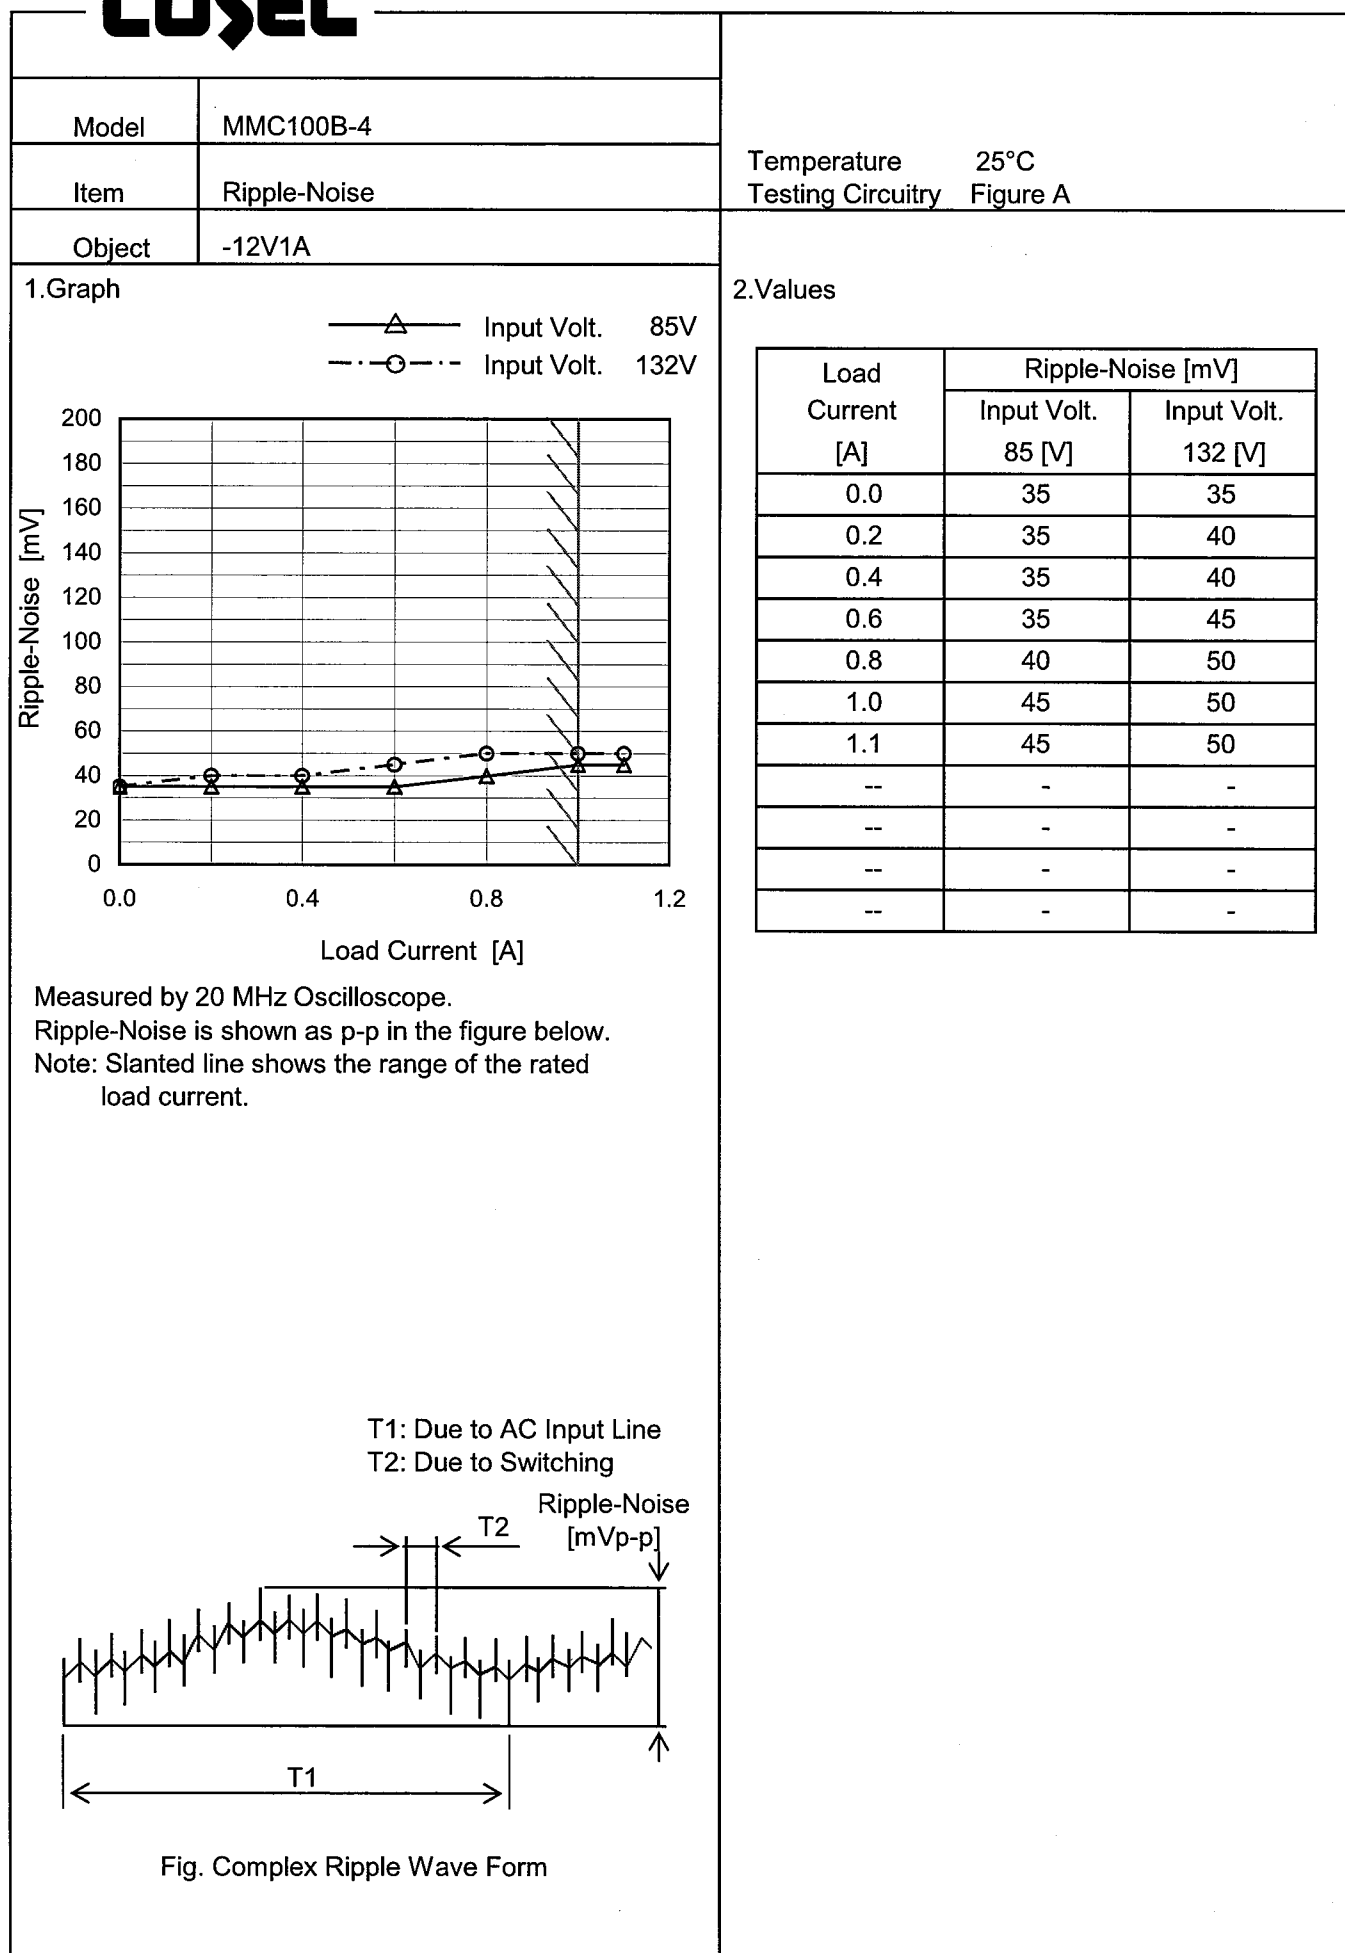 COSEL
Model MMC100B-4
Item Ripple-Noise
Object -12V1A
Temperature 25°C
Testing Circuitry Figure A
1.Graph
Input Volt. 85V
Input Volt. 132V
Ripple-Noise [mV]
200
180
160
140
120
100
80
60
40
20
0
0.0 0.4 0.8 1.2
Load Current [A]
Measured by 20 MHz Oscilloscope.
Ripple-Noise is shown as p-p in the figure below.
Note: Slanted line shows the range of the rated
load current.
T1: Due to AC Input Line
T2: Due to Switching
Ripple-Noise
[mVp-p]
T2
T1
Fig. Complex Ripple Wave Form
2.Values
Load Ripple-Noise [mV]
Current Input Volt. Input Volt.
[A] 85 [V] 132 [V]
0.0 35 35
0.2 35 40
0.4 35 40
0.6 35 45
0.8 40 50
1.0 45 50
1.1 45 50
-- - -
-- - -
-- - -
-- - -